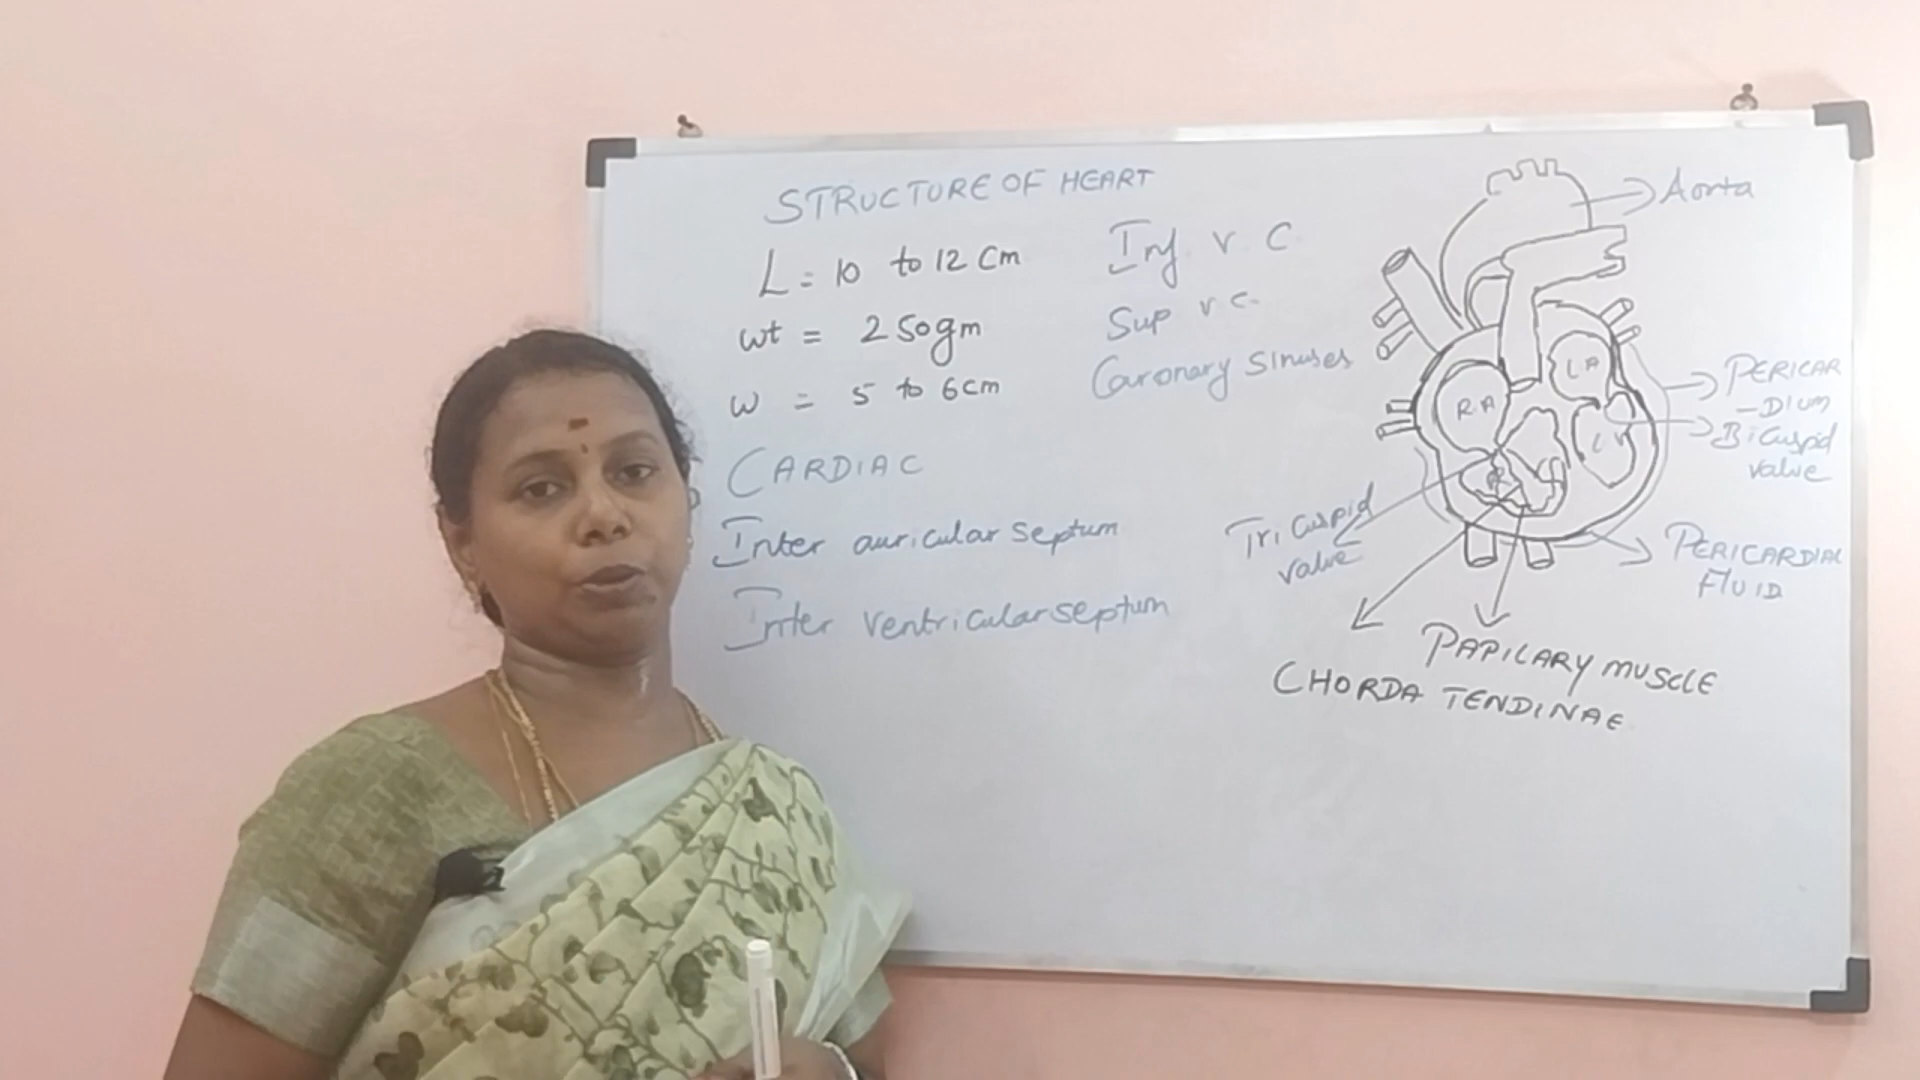 STRUCTURE OF HEART
L = 10 to 12 Cm
wt = 250gm
w = 5 to 6cm
CARDIAC
Inter auricular septum
Inter ventricular septum
Inf. v. C
Sup v c.
Coronary Sinuses
Aorta
R.A
LA
LV
PERICAR
-DIUM
BiCuspid
valve
TriCuspid
valve
PERICARDIAL
FLUID
PAPILARY MUSCLE
CHORDA TENDINAE